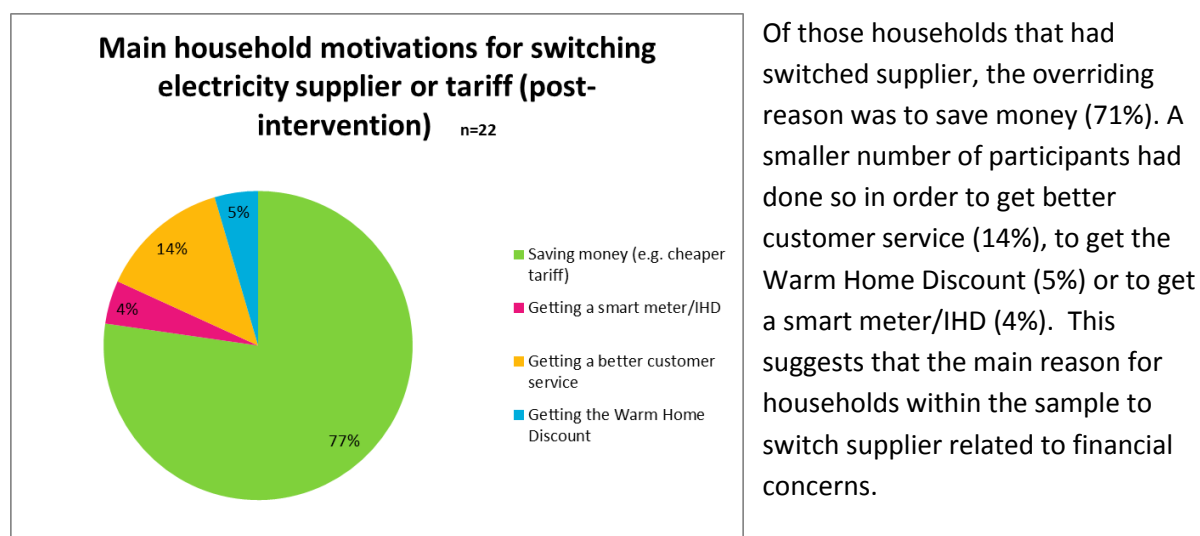 Main household motivations for switching
electricity supplier or tariff (post-
intervention) n=22
5%
14%
4%
77%
Saving money (e.g. cheaper
tariff)
Getting a smart meter/IHD
Getting a better customer
service
Getting the Warm Home
Discount
Of those households that had
switched supplier, the overriding
reason was to save money (71%). A
smaller number of participants had
done so in order to get better
customer service (14%), to get the
Warm Home Discount (5%) or to get
a smart meter/IHD (4%).  This
suggests that the main reason for
households within the sample to
switch supplier related to financial
concerns.